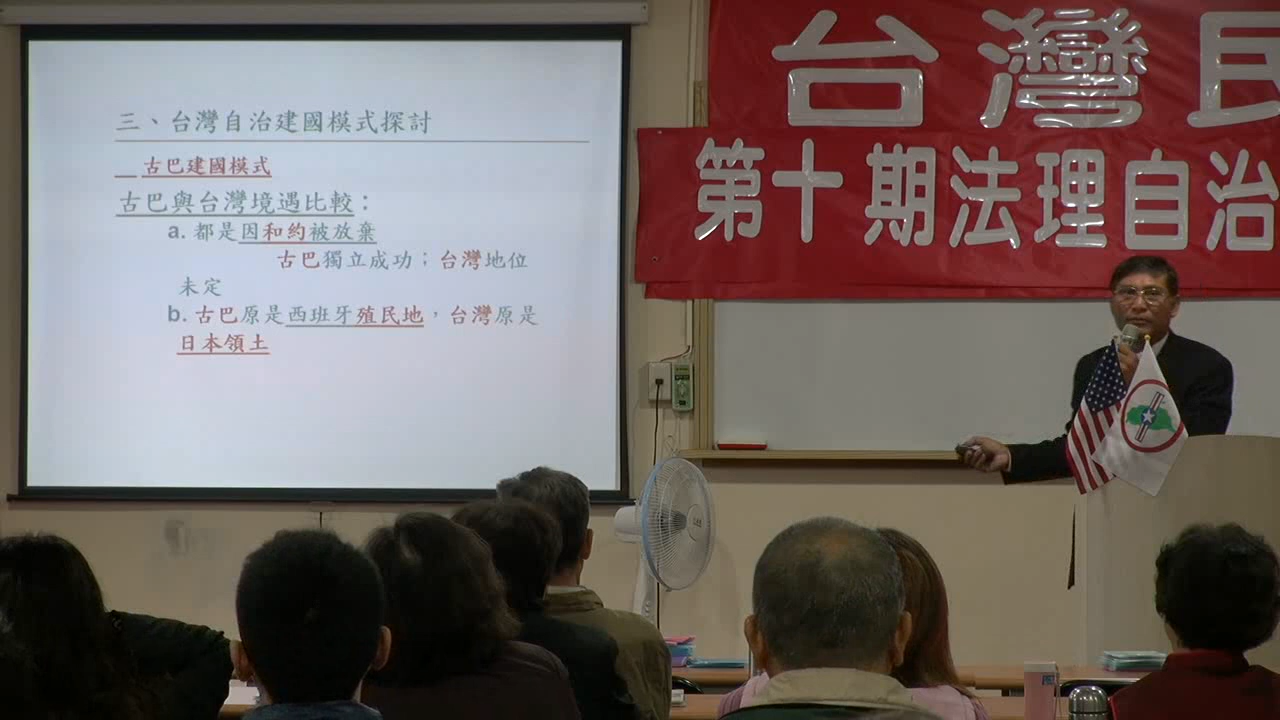 三、台灣自治建國模式探討
古巴建國模式
古巴與台灣境遇比較：
a. 都是因和約被放棄
古巴獨立成功；台灣地位
未定
b. 古巴原是西班牙殖民地，台灣原是
日本領土
台灣民
第十期法理自治